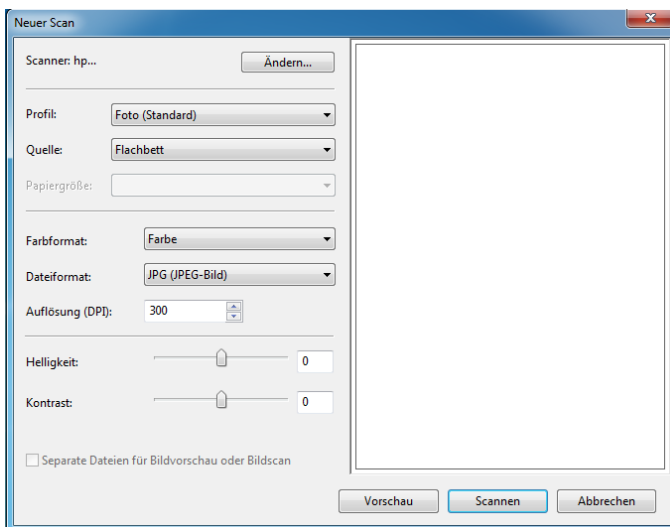 Neuer Scan
Scanner: hp...
Ändern...
Profil:
Foto (Standard)
Quelle:
Flachbett
Papiergröße:
Farbformat:
Farbe
Dateiformat:
JPG (JPEG-Bild)
Auflösung (DPI):
300
Helligkeit:
0
Kontrast:
0
Separate Dateien für Bildvorschau oder Bildscan
Vorschau
Scannen
Abbrechen